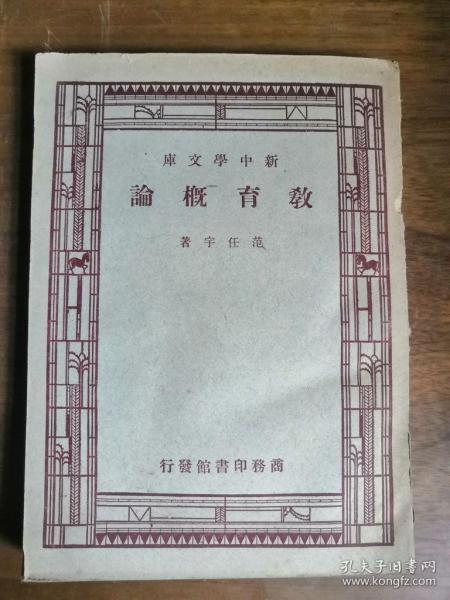 新中學文庫
教育概論
范任宇著
商務印書館發行
孔夫子旧书网
www.kongfz.com